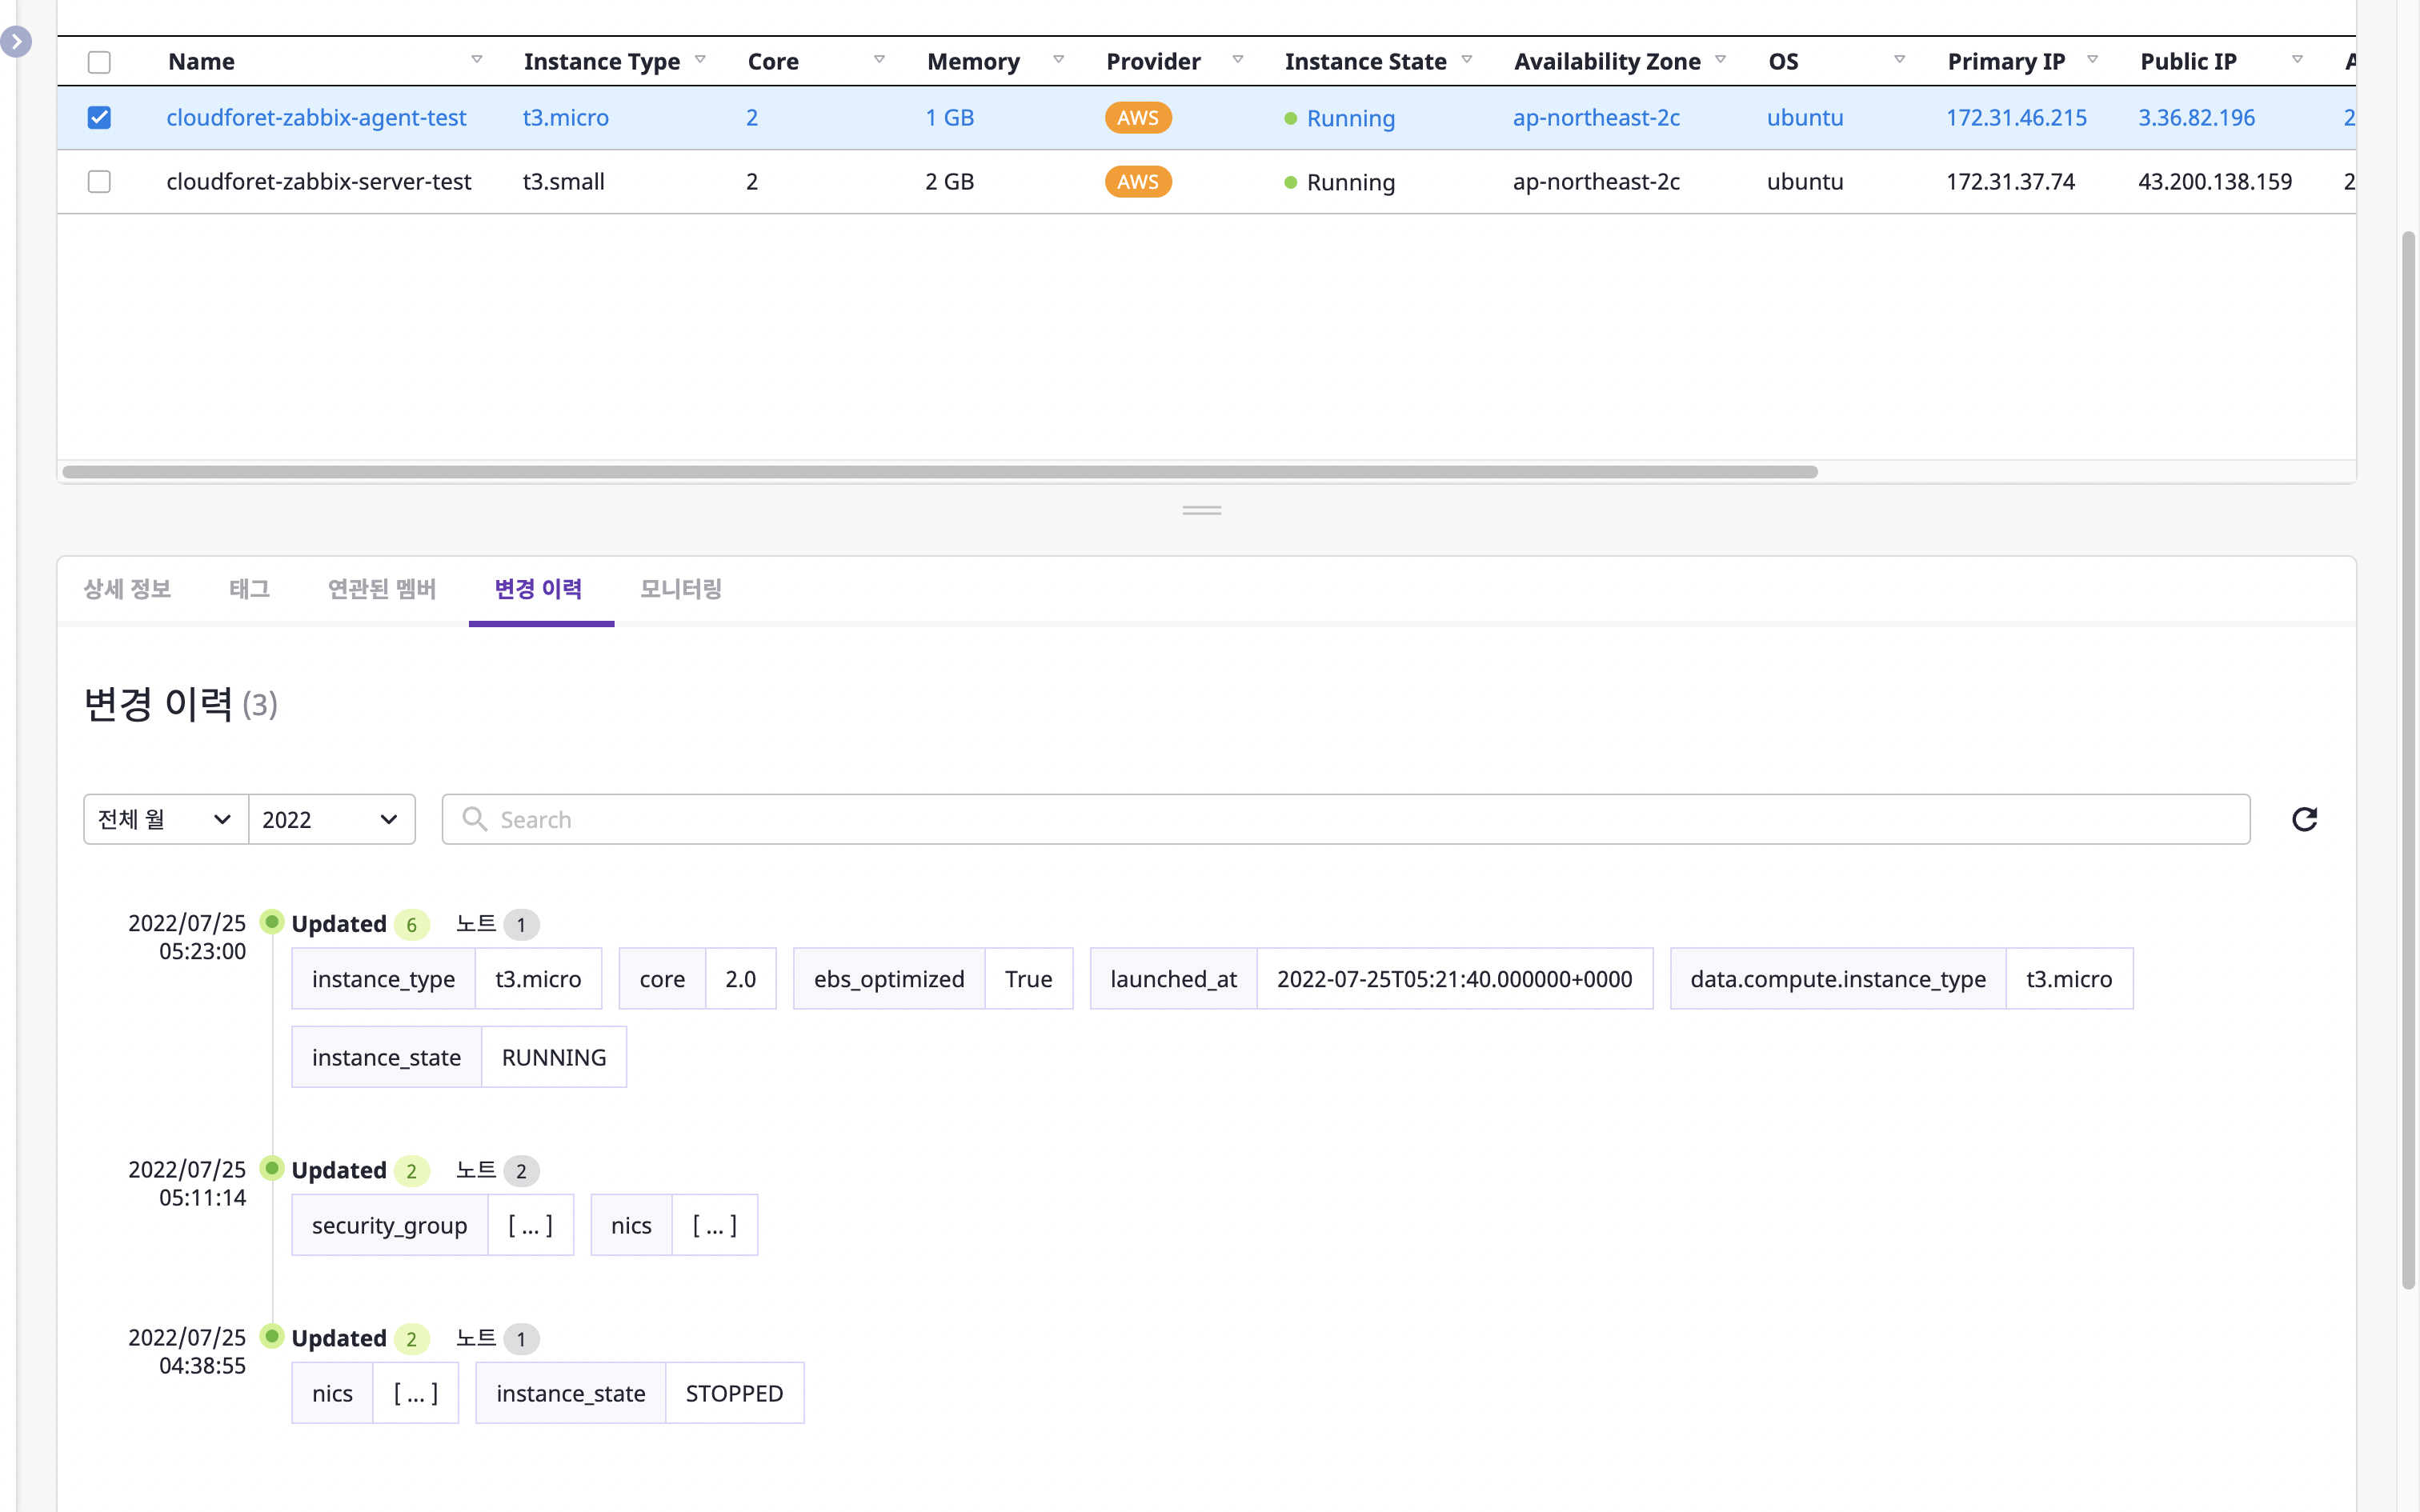 Name Instance Type Core Memory Provider Instance State Availability Zone OS Primary IP Public IP
cloudforet-zabbix-agent-test t3.micro 2 1 GB AWS Running ap-northeast-2c ubuntu 172.31.46.215 3.36.82.196 2
cloudforet-zabbix-server-test t3.small 2 2 GB AWS Running ap-northeast-2c ubuntu 172.31.37.74 43.200.138.159 2
상세 정보 태그 연관된 멤버 변경 이력 모니터링
변경 이력 (3)
전체 월 2022 Search
2022/07/25 Updated 6 노트 1
05:23:00
instance_type t3.micro core 2.0 ebs_optimized True launched_at 2022-07-25T05:21:40.000000+0000 data.compute.instance_type t3.micro
instance_state RUNNING
2022/07/25 Updated 2 노트 2
05:11:14
security_group [ ... ] nics [ ... ]
2022/07/25 Updated 2 노트 1
04:38:55
nics [ ... ] instance_state STOPPED